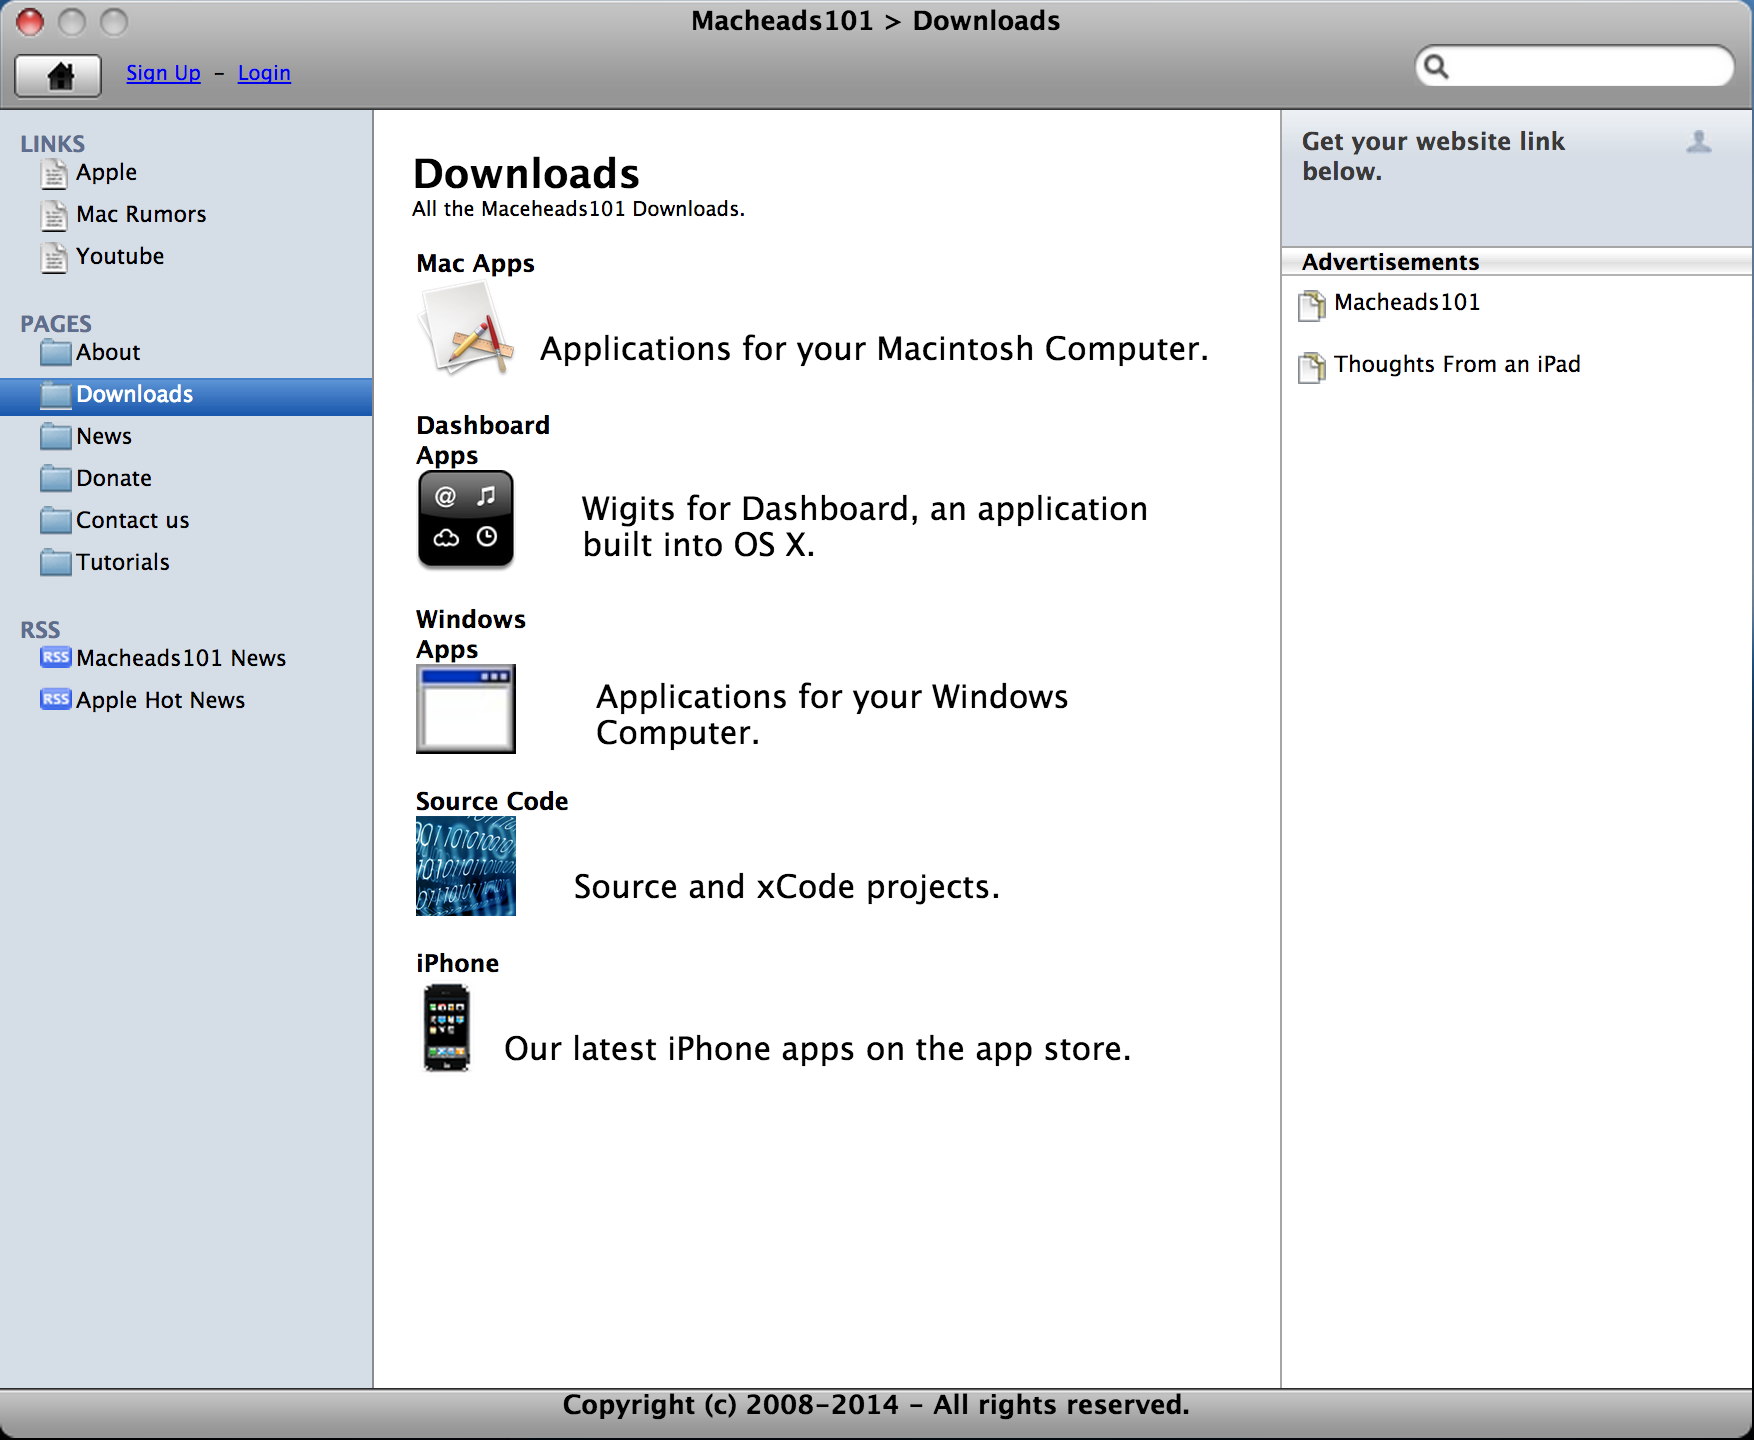 Macheads101 > Downloads
Sign Up - Login
LINKS
Apple
Mac Rumors
Youtube
PAGES
About
Downloads
News
Donate
Contact us
Tutorials
RSS
RSS Macheads101 News
RSS Apple Hot News
Downloads
All the Maceheads101 Downloads.
Mac Apps
Applications for your Macintosh Computer.
Dashboard
Apps
Wigits for Dashboard, an application
built into OS X.
Windows
Apps
Applications for your Windows
Computer.
Source Code
Source and xCode projects.
iPhone
Our latest iPhone apps on the app store.
Get your website link
below.
Advertisements
Macheads101
Thoughts From an iPad
Copyright (c) 2008-2014 - All rights reserved.